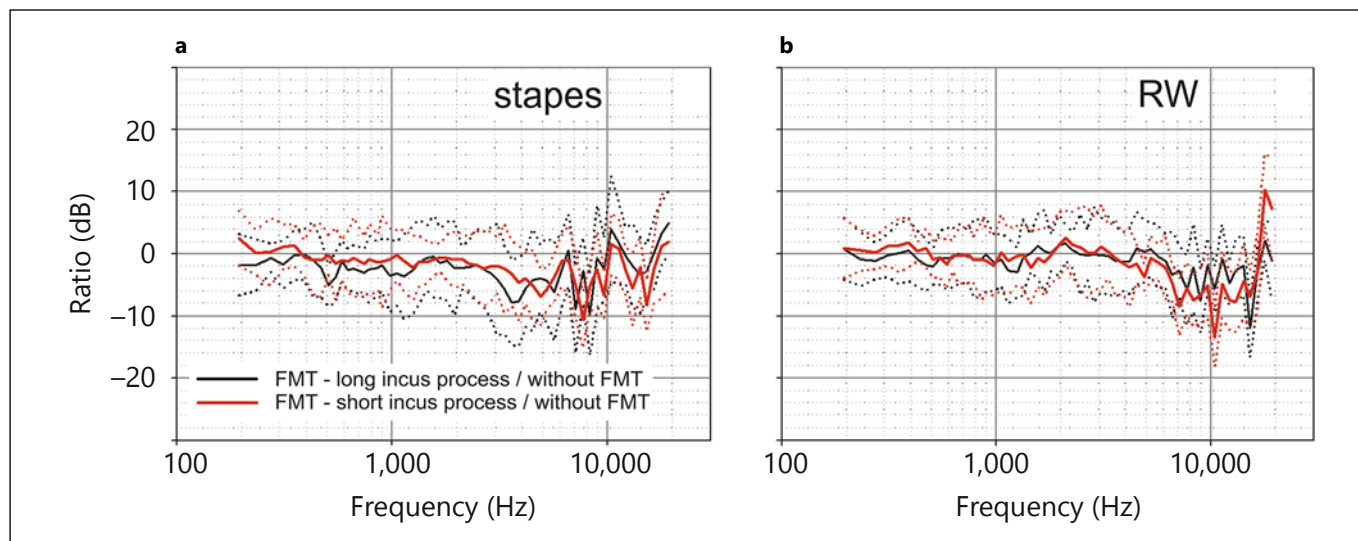 a
stapes
20
10
0
–10
–20
Ratio (dB)
FMT - long incus process / without FMT
FMT - short incus process / without FMT
100
1,000
10,000
Frequency (Hz)
b
RW
100
1,000
10,000
Frequency (Hz)